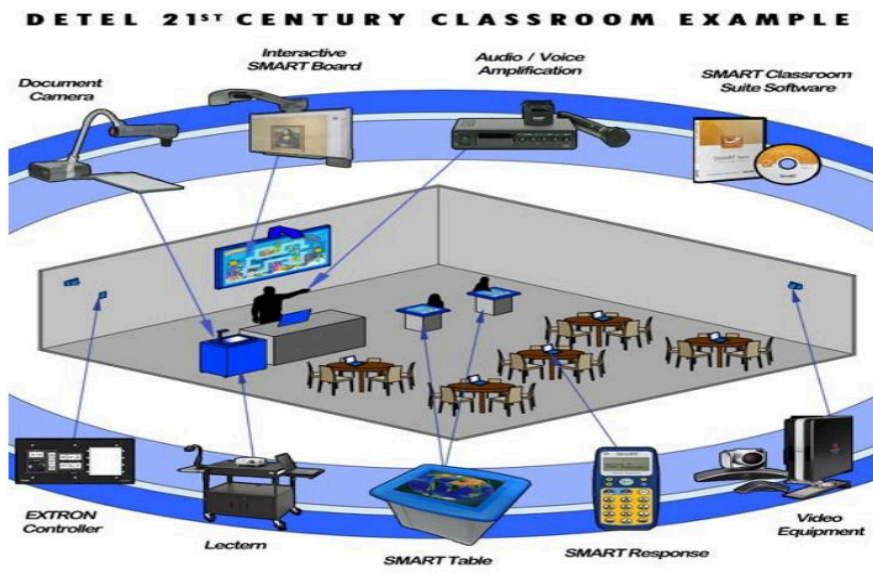 DETEL 21ST CENTURY CLASSROOM EXAMPLE
Interactive
SMART Board
Audio / Voice
Amplification
Document
Camera
SMART Classroom
Suite Software
EXTRON
Controller
Lectern
SMART Table
SMART Response
Video
Equipment